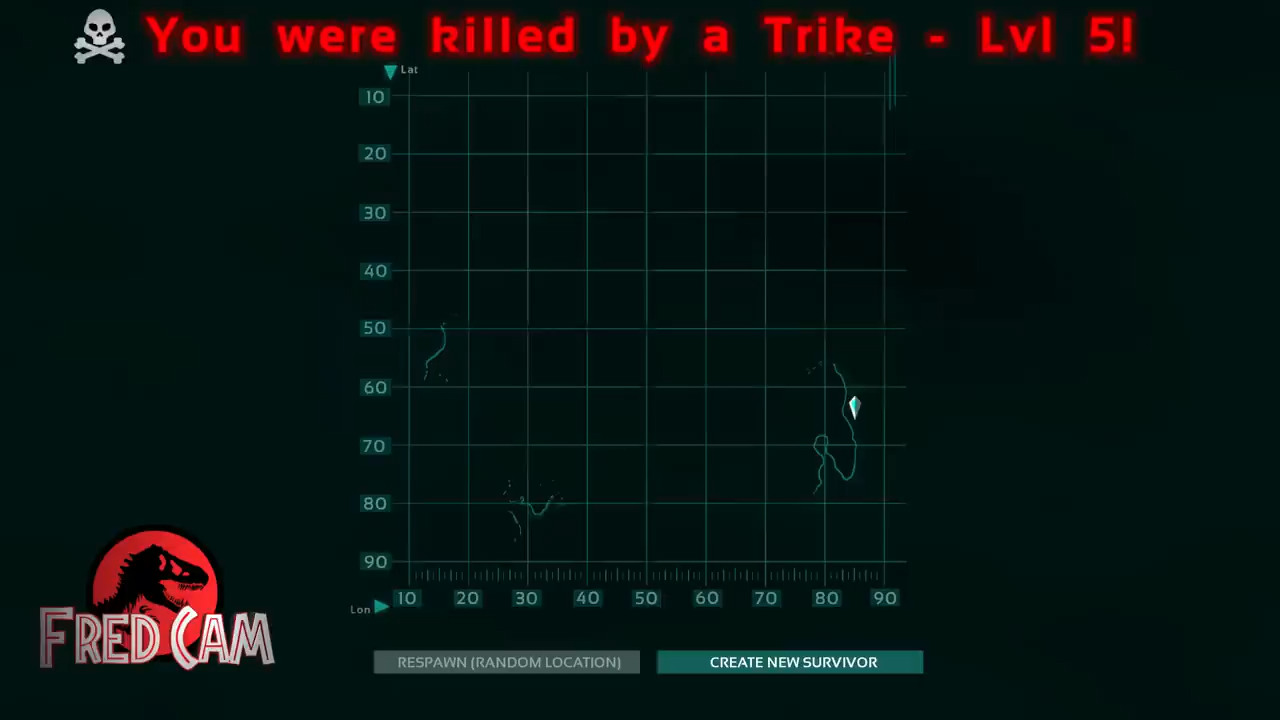 You were killed by a Trike - Lvl 5!
Lat
10
20
30
40
50
60
70
80
90
Lon 10 20 30 40 50 60 70 80 90
FRED CAM
RESPAWN (RANDOM LOCATION) CREATE NEW SURVIVOR